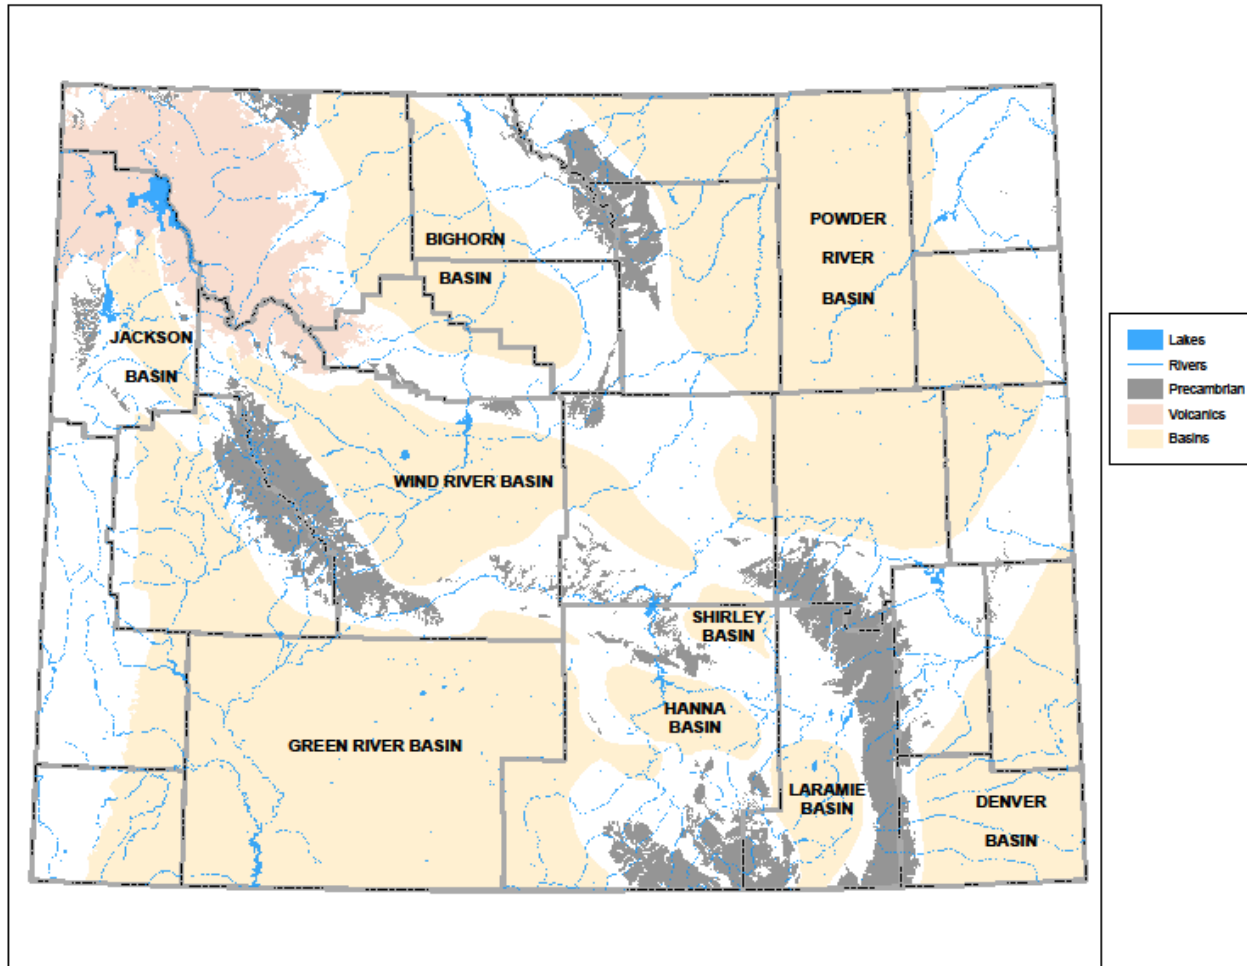 POWDER
RIVER
BASIN
BIGHORN
BASIN
JACKSON
BASIN
WIND RIVER BASIN
SHIRLEY
BASIN
HANNA
BASIN
GREEN RIVER BASIN
LARAMIE
BASIN
DENVER
BASIN
Lakes
Rivers
Precambrian
Volcanics
Basins